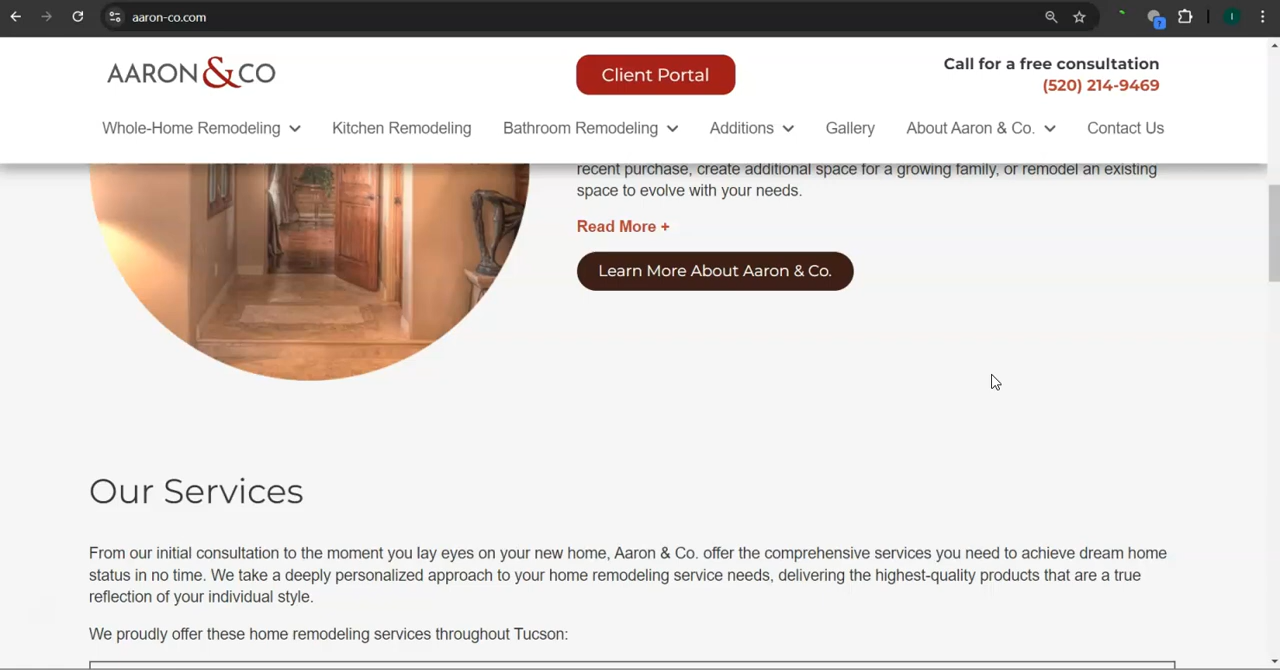 aaron-co.com
AARON&CO
Client Portal
Call for a free consultation
(520) 214-9469
Whole-Home Remodeling
Kitchen Remodeling
Bathroom Remodeling
Additions
Gallery
About Aaron & Co.
Contact Us
recent purchase, create additional space for a growing family, or remodel an existing
space to evolve with your needs.
Read More +
Learn More About Aaron & Co.
Our Services
From our initial consultation to the moment you lay eyes on your new home, Aaron & Co. offer the comprehensive services you need to achieve dream home
status in no time. We take a deeply personalized approach to your home remodeling service needs, delivering the highest-quality products that are a true
reflection of your individual style.
We proudly offer these home remodeling services throughout Tucson: